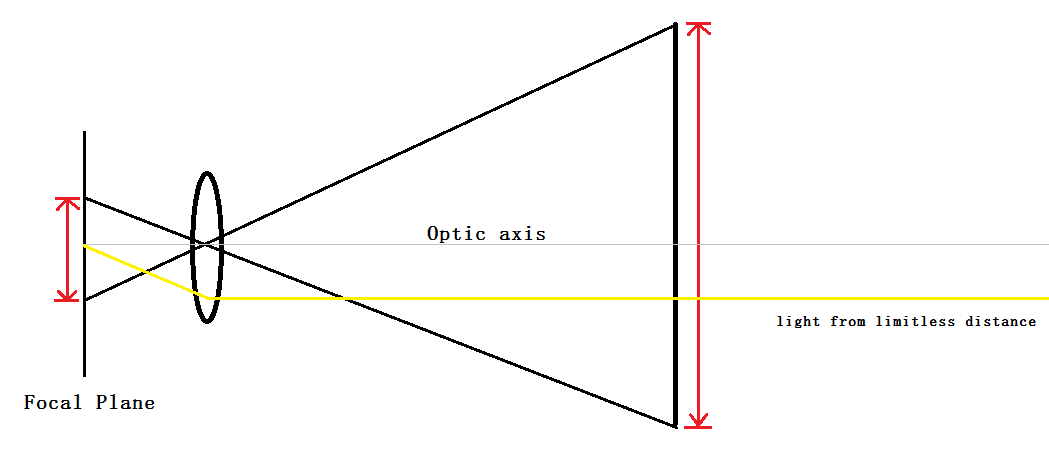 Optic axis
light from limitless distance
Focal Plane